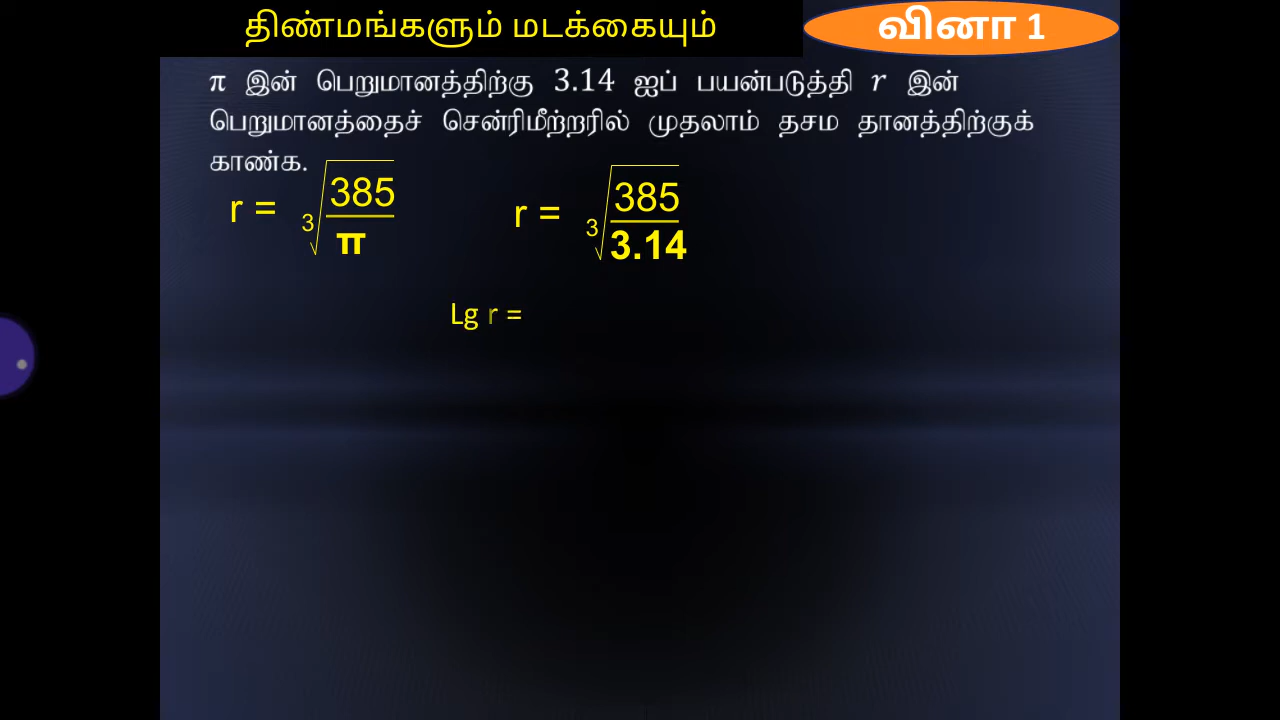 திண்மங்களும் மடக்கையும்
வினா 1
π இன் பெறுமானத்திற்கு 3.14 ஐப் பயன்படுத்தி r இன்
பெறுமானத்தைச் சென்ரிமீற்றரில் முதலாம் தசம தானத்திற்குக்
காண்க.
r = ∛(385/π) r = ∛(385/3.14)
Lg r =